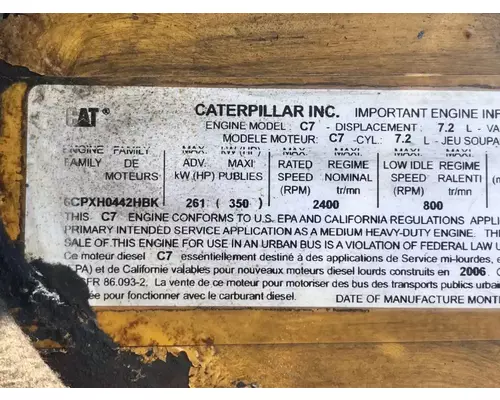 CAT® CATERPILLAR INC. IMPORTANT ENGINE INF
ENGINE MODEL: C7 - DISPLACEMENT: 7.2 L - VA
MODELE MOTEUR: C7 -CYL.: 7.2 L - JEU SOUPA
ENGINE FAMILY MAX. kW (HP) MAX. MAXI. MAX.
FAMILY DE ADV. MAXI RATED REGIME LOW IDLE REGIME
MOTEURS kW (HP) PUBLIES SPEED NOMINAL SPEED RALENTI
(RPM) tr/mn (RPM) tr/mn
6CPXH0442HBK 261 ( 350 ) 2400 800
THIS C7 ENGINE CONFORMS TO U.S. EPA AND CALIFORNIA REGULATIONS APPLI
PRIMARY INTENDED SERVICE APPLICATION AS A MEDIUM HEAVY-DUTY ENGINE. TH
SALE OF THIS ENGINE FOR USE IN AN URBAN BUS IS A VIOLATION OF FEDERAL LAW U
Ce moteur diesel C7 essentiellement destiné à des applications de Service mi-lourdes, e
PA) et de Californie valables pour nouveaux moteurs diesel lourds construits en 2006. C
FR 86.093-2. La vente de ce moteur pour motoriser des bus des transports publics urbai
ée pour fonctionner avec le carburant diesel. DATE OF MANUFACTURE MONT